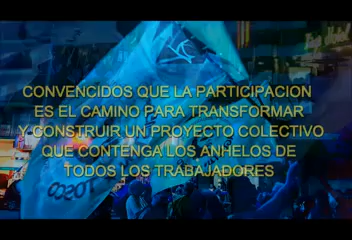 CONVENCIDOS QUE LA PARTICIPACION
ES EL CAMINO PARA TRANSFORMAR
Y CONSTRUIR UN PROYECTO COLECTIVO
QUE CONTENGA LOS ANHELOS DE
TODOS LOS TRABAJADORES